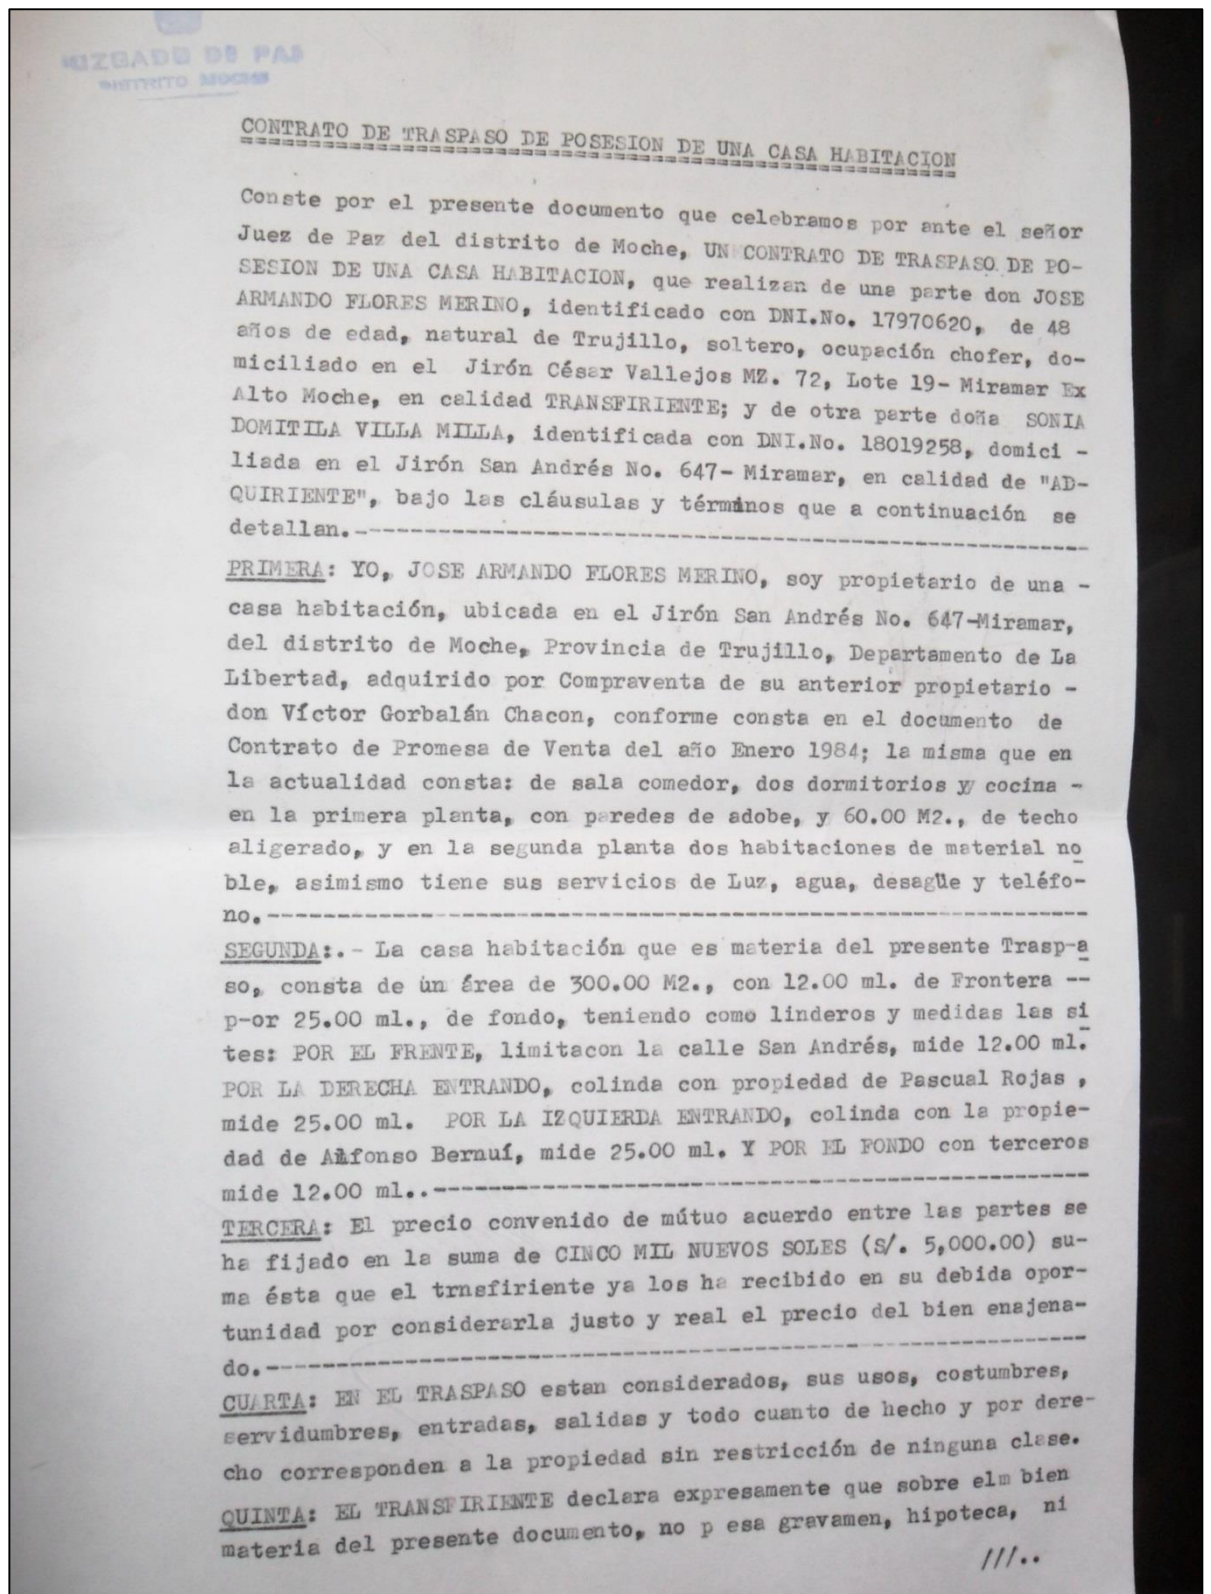 JUZGADO DE PAZ
DISTRITO MOCHE
CONTRATO DE TRASPASO DE POSESION DE UNA CASA HABITACION
Conste por el presente documento que celebramos por ante el señor
Juez de Paz del distrito de Moche, UN CONTRATO DE TRASPASO DE PO-
SESION DE UNA CASA HABITACION, que realizan de una parte don JOSE
ARMANDO FLORES MERINO, identificado con DNI.No. 17970620, de 48
años de edad, natural de Trujillo, soltero, ocupación chofer, do-
miciliado en el Jirón César Vallejos MZ. 72, Lote 19- Miramar Ex
Alto Moche, en calidad TRANSFIRIENTE; y de otra parte doña SONIA
DOMITILA VILLA MILLA, identificada con DNI.No. 18019258, domici -
liada en el Jirón San Andrés No. 647- Miramar, en calidad de "AD-
QUIRIENTE", bajo las cláusulas y términos que a continuación se
detallan.-----------------------------------------------------
PRIMERA: YO, JOSE ARMANDO FLORES MERINO, soy propietario de una -
casa habitación, ubicada en el Jirón San Andrés No. 647-Miramar,
del distrito de Moche, Provincia de Trujillo, Departamento de La
Libertad, adquirido por Compraventa de su anterior propietario -
don Víctor Gorbalán Chacon, conforme consta en el documento de
Contrato de Promesa de Venta del año Enero 1984; la misma que en
la actualidad consta: de sala comedor, dos dormitorios y cocina -
en la primera planta, con paredes de adobe, y 60.00 M2., de techo
aligerado, y en la segunda planta dos habitaciones de material no
ble, asimismo tiene sus servicios de Luz, agua, desagüe y teléfo-
no.------------------------------------------------------------
SEGUNDA:.- La casa habitación que es materia del presente Trasp-a
so, consta de un área de 300.00 M2., con 12.00 ml. de Frontera --
p-or 25.00 ml., de fondo, teniendo como linderos y medidas las si
tes: POR EL FRENTE, limitacon la calle San Andrés, mide 12.00 ml.
POR LA DERECHA ENTRANDO, colinda con propiedad de Pascual Rojas ,
mide 25.00 ml. POR LA IZQUIERDA ENTRANDO, colinda con la propie-
dad de Alfonso Bernuí, mide 25.00 ml. Y POR EL FONDO con terceros
mide 12.00 ml..------------------------------------------------
TERCERA: El precio convenido de mútuo acuerdo entre las partes se
ha fijado en la suma de CINCO MIL NUEVOS SOLES (S/. 5,000.00) su-
ma ésta que el trnsfiriente ya los ha recibido en su debida opor-
tunidad por considerarla justo y real el precio del bien enajena-
do.------------------------------------------------------------
CUARTA: EN EL TRASPASO estan considerados, sus usos, costumbres,
servidumbres, entradas, salidas y todo cuanto de hecho y por dere-
cho corresponden a la propiedad sin restricción de ninguna clase.
QUINTA: EL TRANSFIRIENTE declara expresamente que sobre elm bien
materia del presente documento, no p esa gravamen, hipoteca, ni
///..